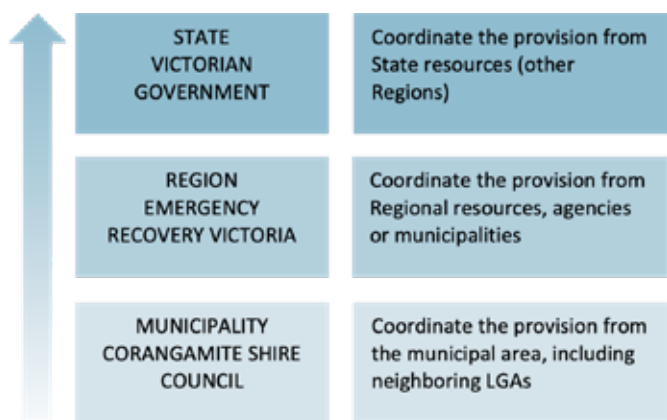 STATE
VICTORIAN
GOVERNMENT
Coordinate the provision from
State resources (other
Regions)
REGION
EMERGENCY
RECOVERY VICTORIA
Coordinate the provision from
Regional resources, agencies
or municipalities
MUNICIPALITY
CORANGAMITE SHIRE
COUNCIL
Coordinate the provision from
the municipal area, including
neighboring LGAs